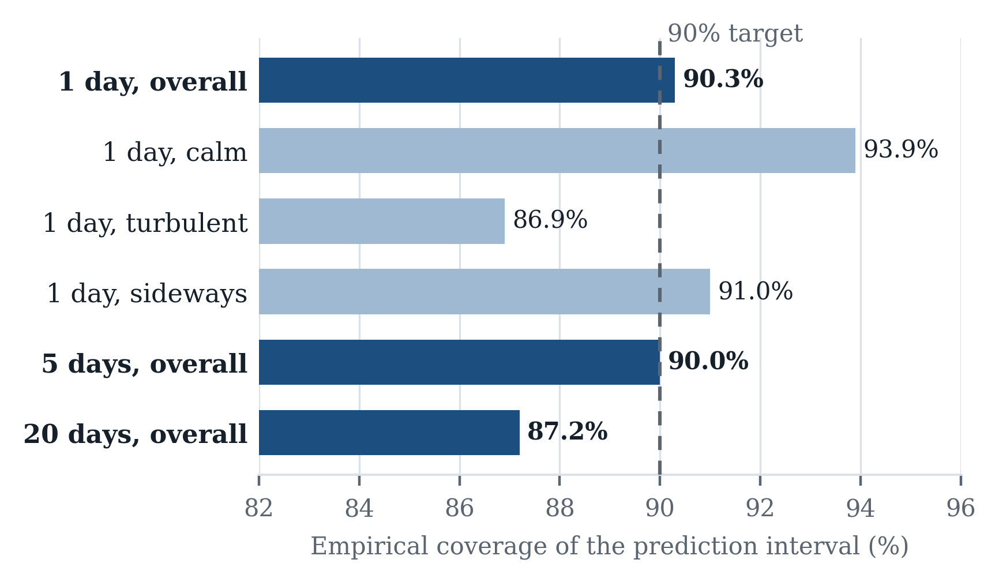 90% target
1 day, overall 90.3%
1 day, calm 93.9%
1 day, turbulent 86.9%
1 day, sideways 91.0%
5 days, overall 90.0%
20 days, overall 87.2%
82 84 86 88 90 92 94 96
Empirical coverage of the prediction interval (%)